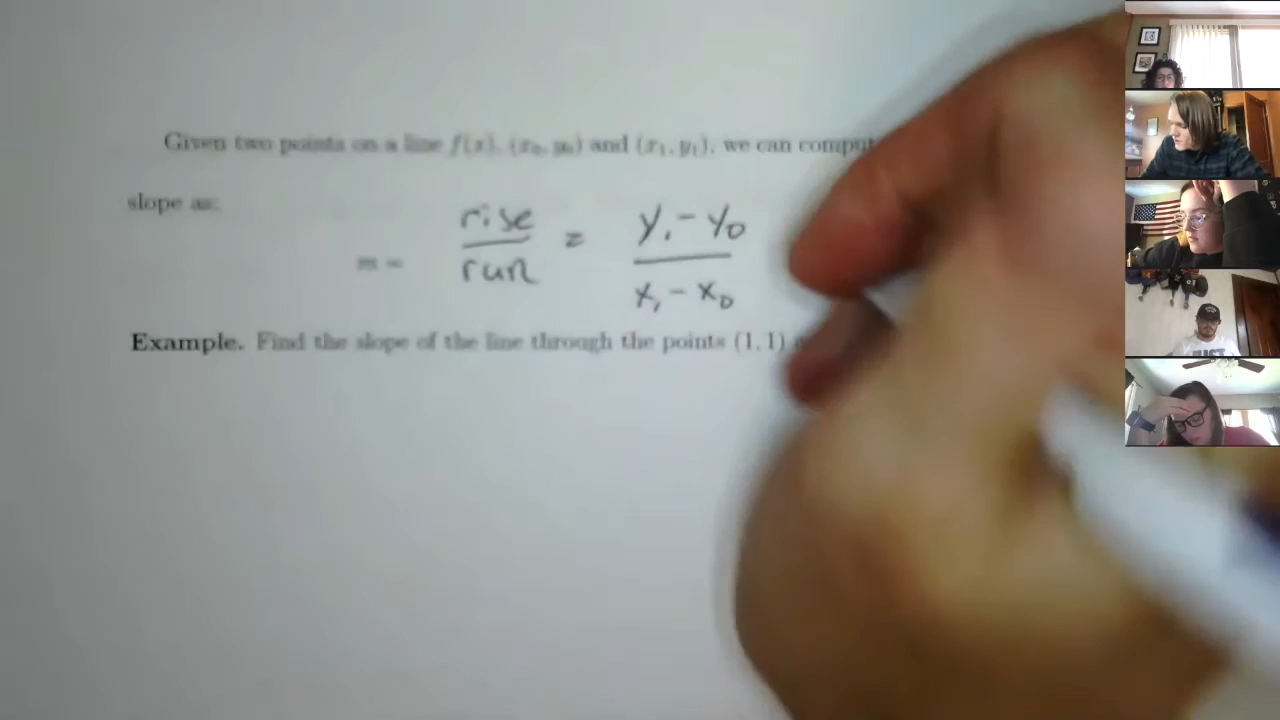 Given two points on a line f(x), (x₀, y₀) and (x₁, y₁), we can
slope as:
m = rise/run = y₁ - y₀/x₁ - x₀
Example. Find the slope of the line through the points (1, 1)